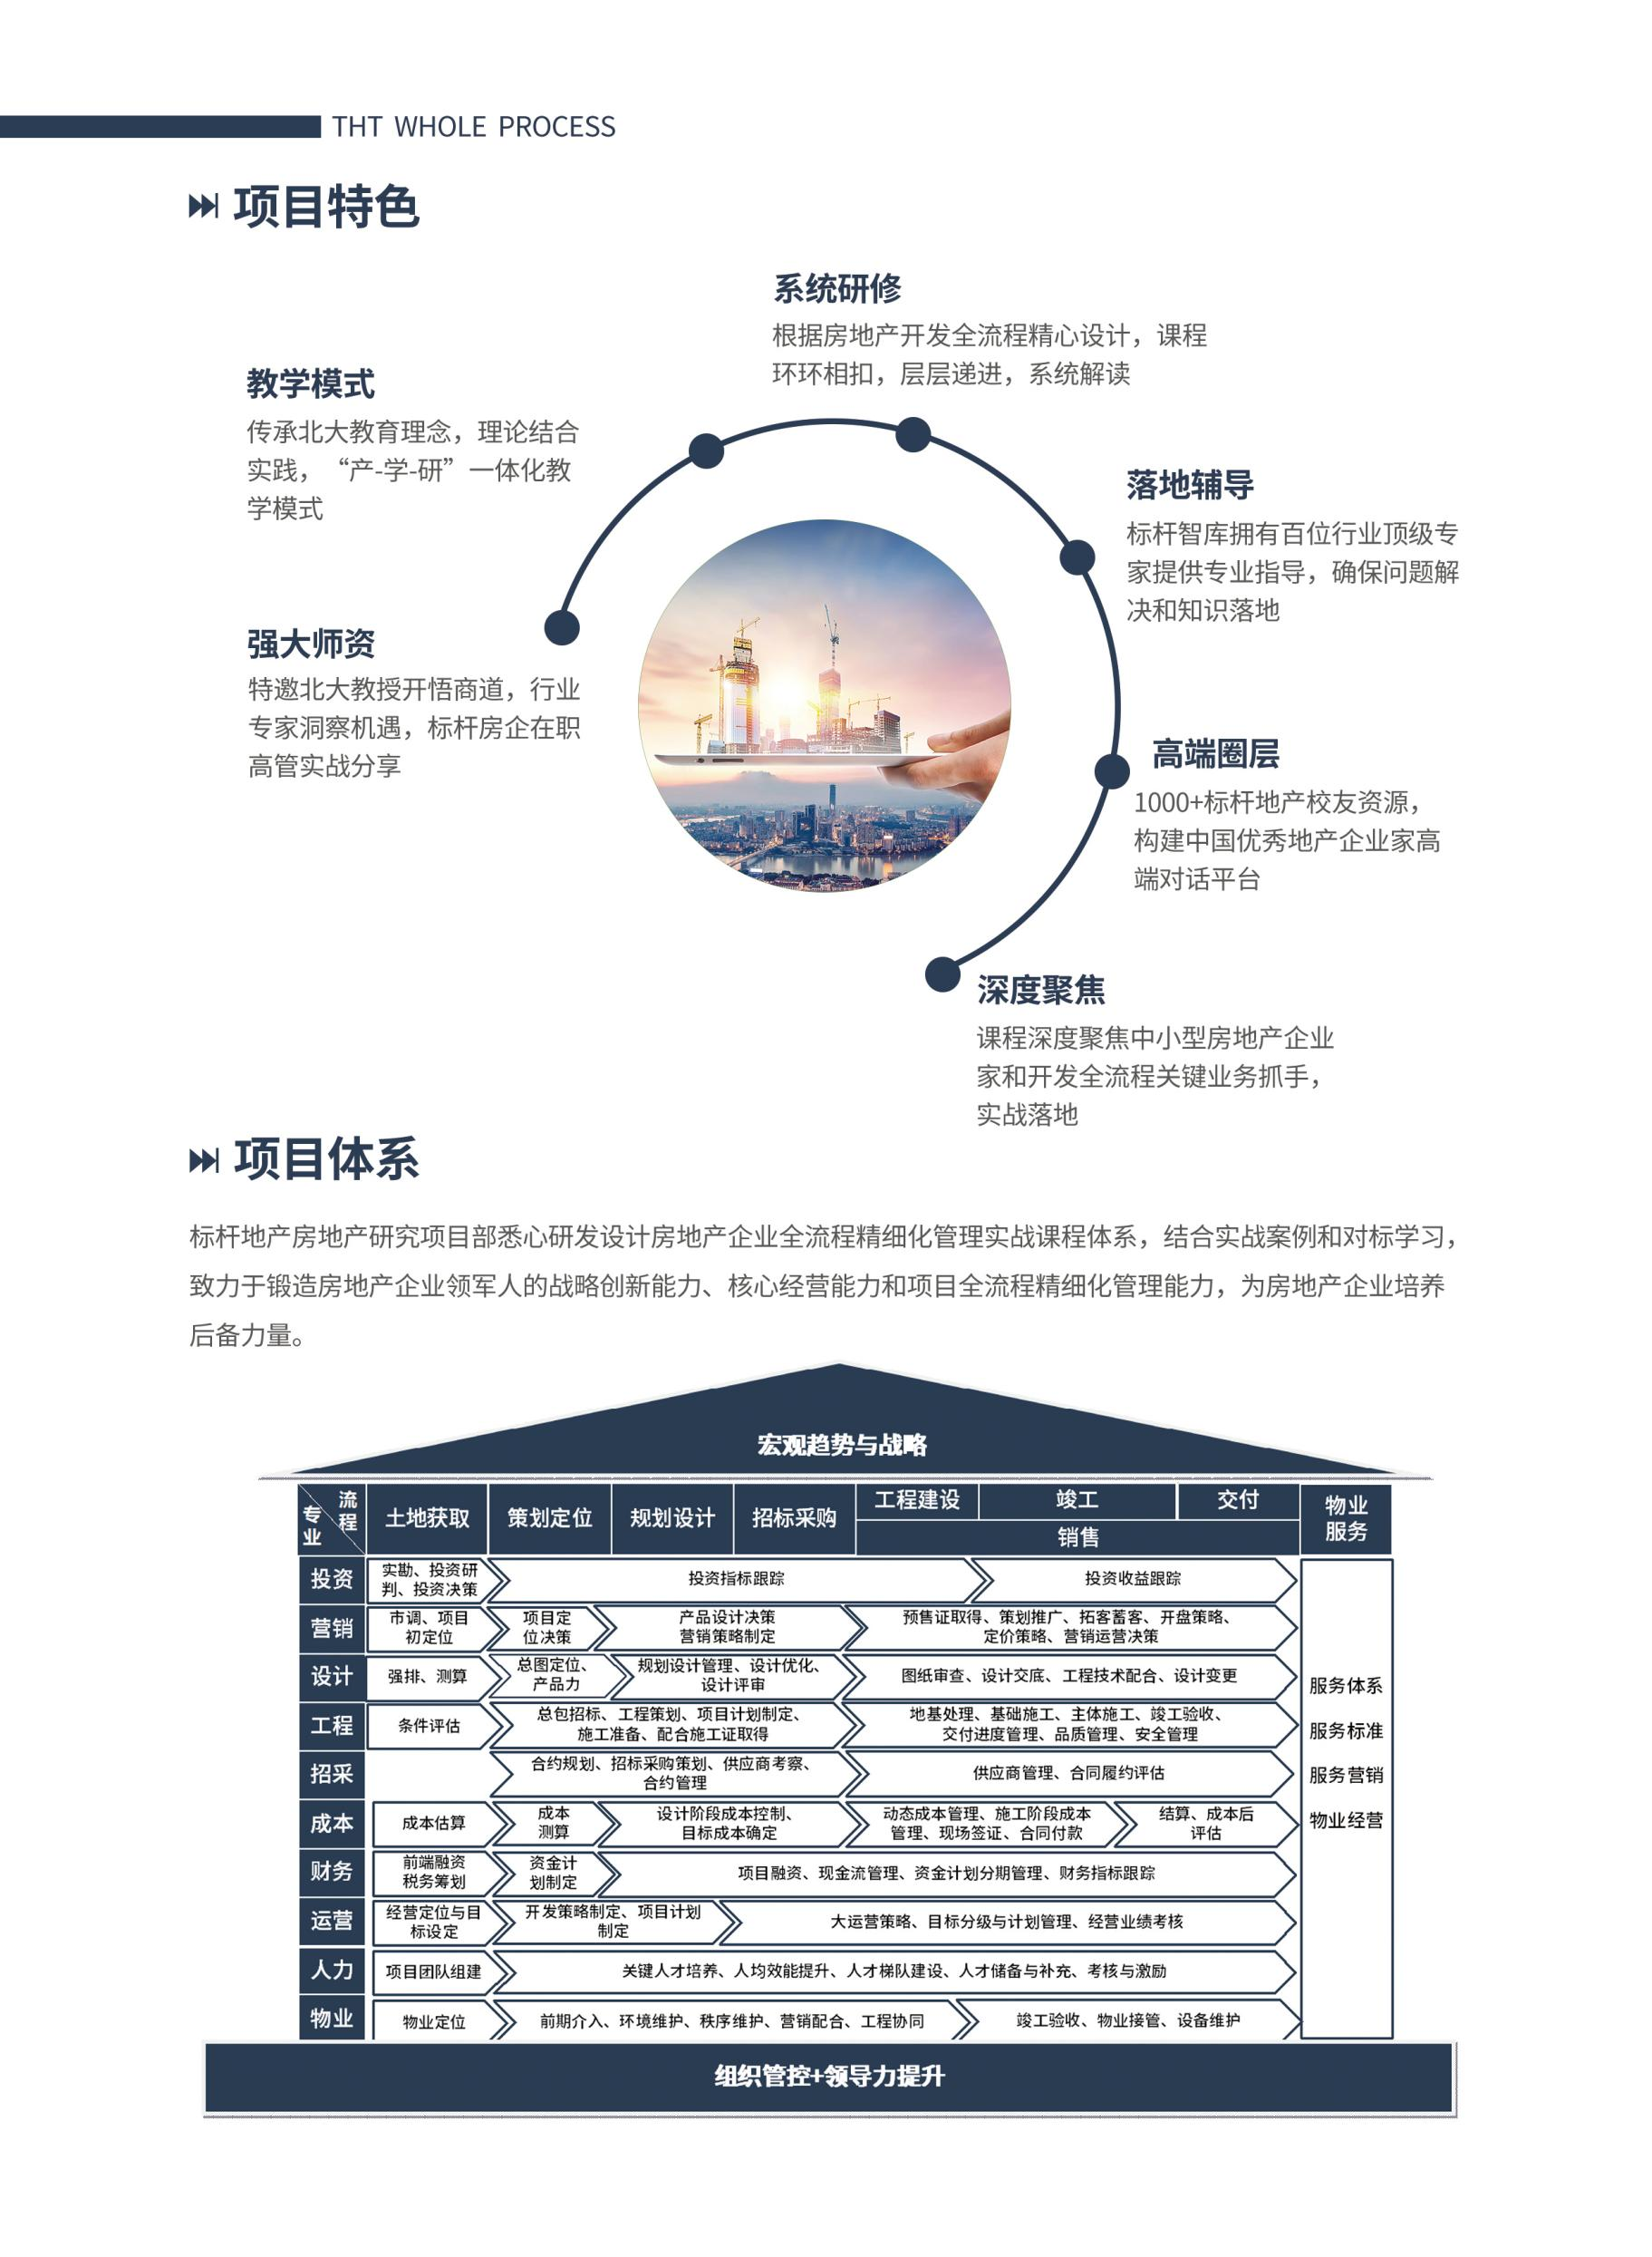 THT WHOLE PROCESS
项目特色
系统研修
根据房地产开发全流程精心设计，课程
环环相扣，层层递进，系统解读
教学模式
传承北大教育理念，理论结合
实践，“产-学-研”一体化教
学模式
落地辅导
标杆智库拥有百位行业顶级专
家提供专业指导，确保问题解
决和知识落地
强大师资
特邀北大教授开悟商道，行业
专家洞察机遇，标杆房企在职
高管实战分享
高端圈层
1000+标杆地产校友资源，
构建中国优秀地产企业家高
端对话平台
深度聚焦
课程深度聚焦中小型房地产企业
家和开发全流程关键业务抓手，
实战落地
项目体系
标杆地产房地产研究项目部悉心研发设计房地产企业全流程精细化管理实战课程体系，结合实战案例和对标学习，
致力于锻造房地产企业领军人的战略创新能力、核心经营能力和项目全流程精细化管理能力，为房地产企业培养
后备力量。
宏观趋势与战略
流程
专业
土地获取
策划定位
规划设计
招标采购
工程建设
竣工
交付
销售
物业
服务
投资
实勘、投资研
判、投资决策
投资指标跟踪
投资收益跟踪
营销
市调、项目
初定位
项目定
位决策
产品设计决策
营销策略制定
预售证取得、策划推广、拓客蓄客、开盘策略、
定价策略、营销运营决策
设计
强排、测算
总图定位、
产品力
规划设计管理、设计优化、
设计评审
图纸审查、设计交底、工程技术配合、设计变更
工程
条件评估
总包招标、工程策划、项目计划制定、
施工准备、配合施工证取得
地基处理、基础施工、主体施工、竣工验收、
交付进度管理、品质管理、安全管理
招采
合约规划、招标采购策划、供应商考察、
合约管理
供应商管理、合同履约评估
成本
成本估算
成本
测算
设计阶段成本控制、
目标成本确定
动态成本管理、施工阶段成本
管理、现场签证、合同付款
结算、成本后
评估
财务
前端融资
税务筹划
资金计
划制定
项目融资、现金流管理、资金计划分期管理、财务指标跟踪
运营
经营定位与目
标设定
开发策略制定、项目计划
制定
大运营策略、目标分级与计划管理、经营业绩考核
人力
项目团队组建
关键人才培养、人均效能提升、人才梯队建设、人才储备与补充、考核与激励
物业
物业定位
前期介入、环境维护、秩序维护、营销配合、工程协同
竣工验收、物业接管、设备维护
服务体系
服务标准
服务营销
物业经营
组织管控+领导力提升